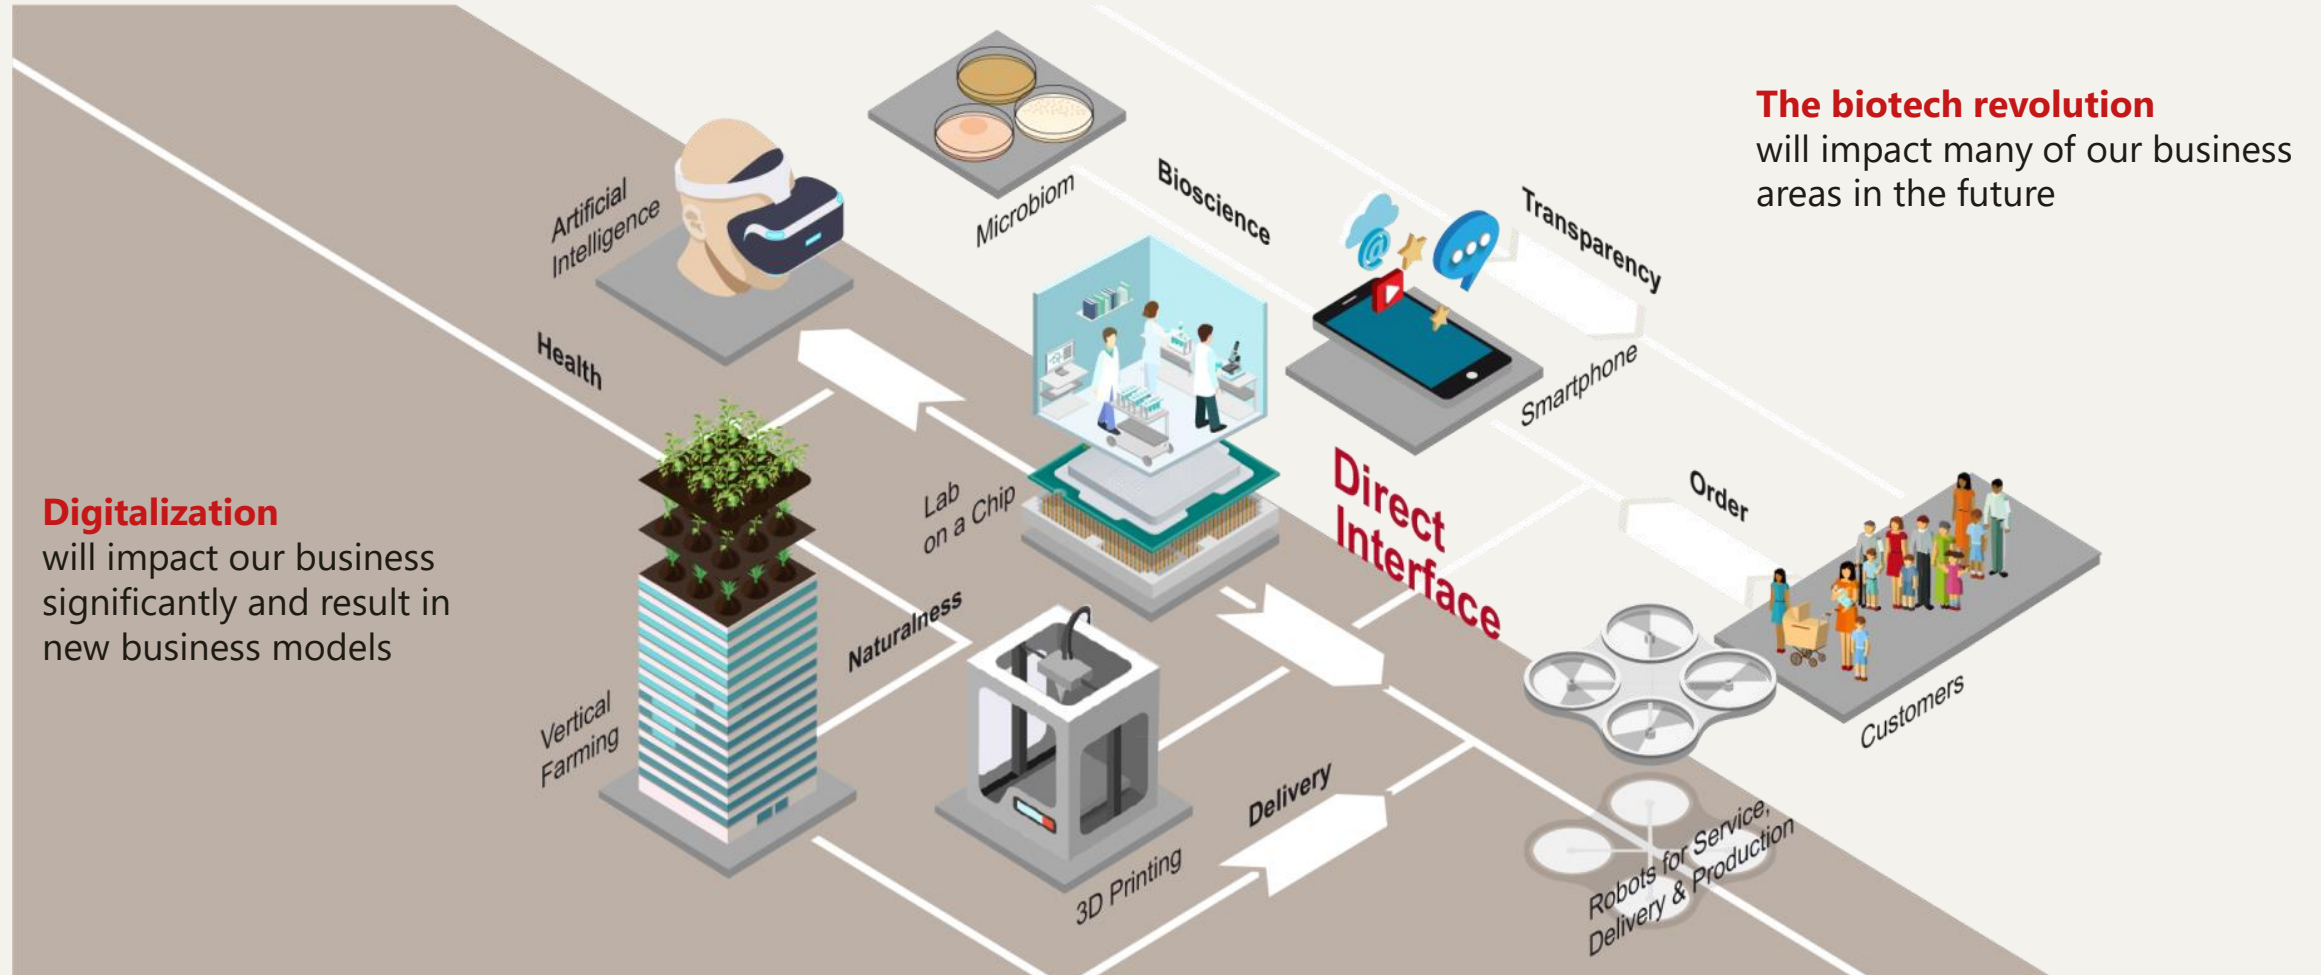 The biotech revolution
will impact many of our business
areas in the future
Artificial
Intelligence
Microbiom
Bioscience
Transparency
Health
Smartphone
Direct
Interface
Order
Lab
on a Chip
Digitalization
will impact our business
significantly and result in
new business models
Naturalness
Customers
Vertical
Farming
Delivery
3D Printing
Robots for Service,
Delivery & Production